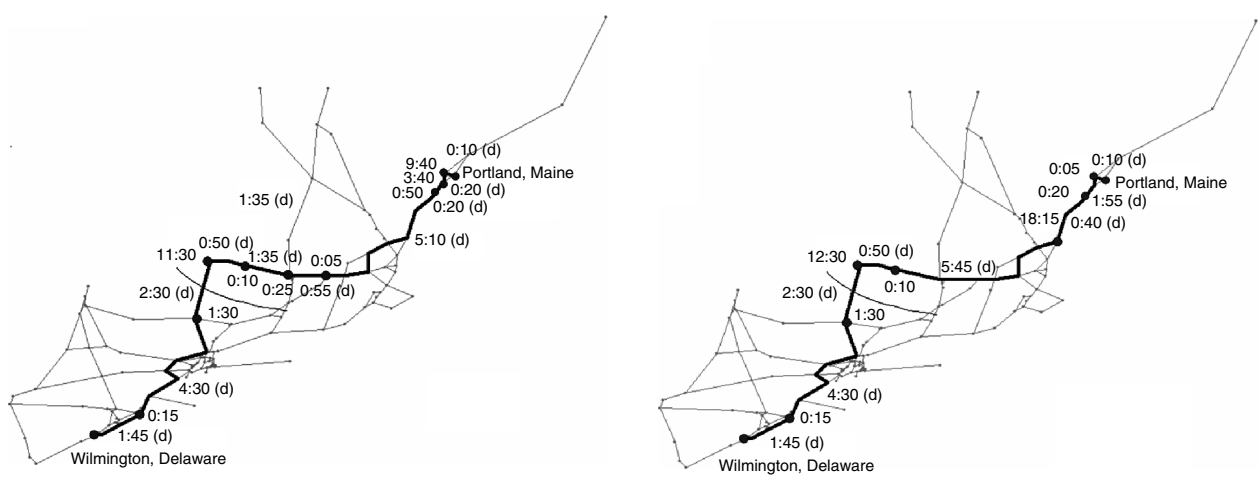 0:10 (d)
9:40
Portland, Maine
3:40
0:50
0:20 (d)
0:20 (d)
1:35 (d)
5:10 (d)
0:50 (d)
11:30
1:35 (d)
0:05
0:10
0:25
0:55 (d)
2:30 (d)
1:30
4:30 (d)
0:15
1:45 (d)
Wilmington, Delaware
0:10 (d)
0:05
Portland, Maine
0:20
1:55 (d)
18:15
0:40 (d)
0:50 (d)
12:30
5:45 (d)
0:10
2:30 (d)
1:30
4:30 (d)
0:15
1:45 (d)
Wilmington, Delaware